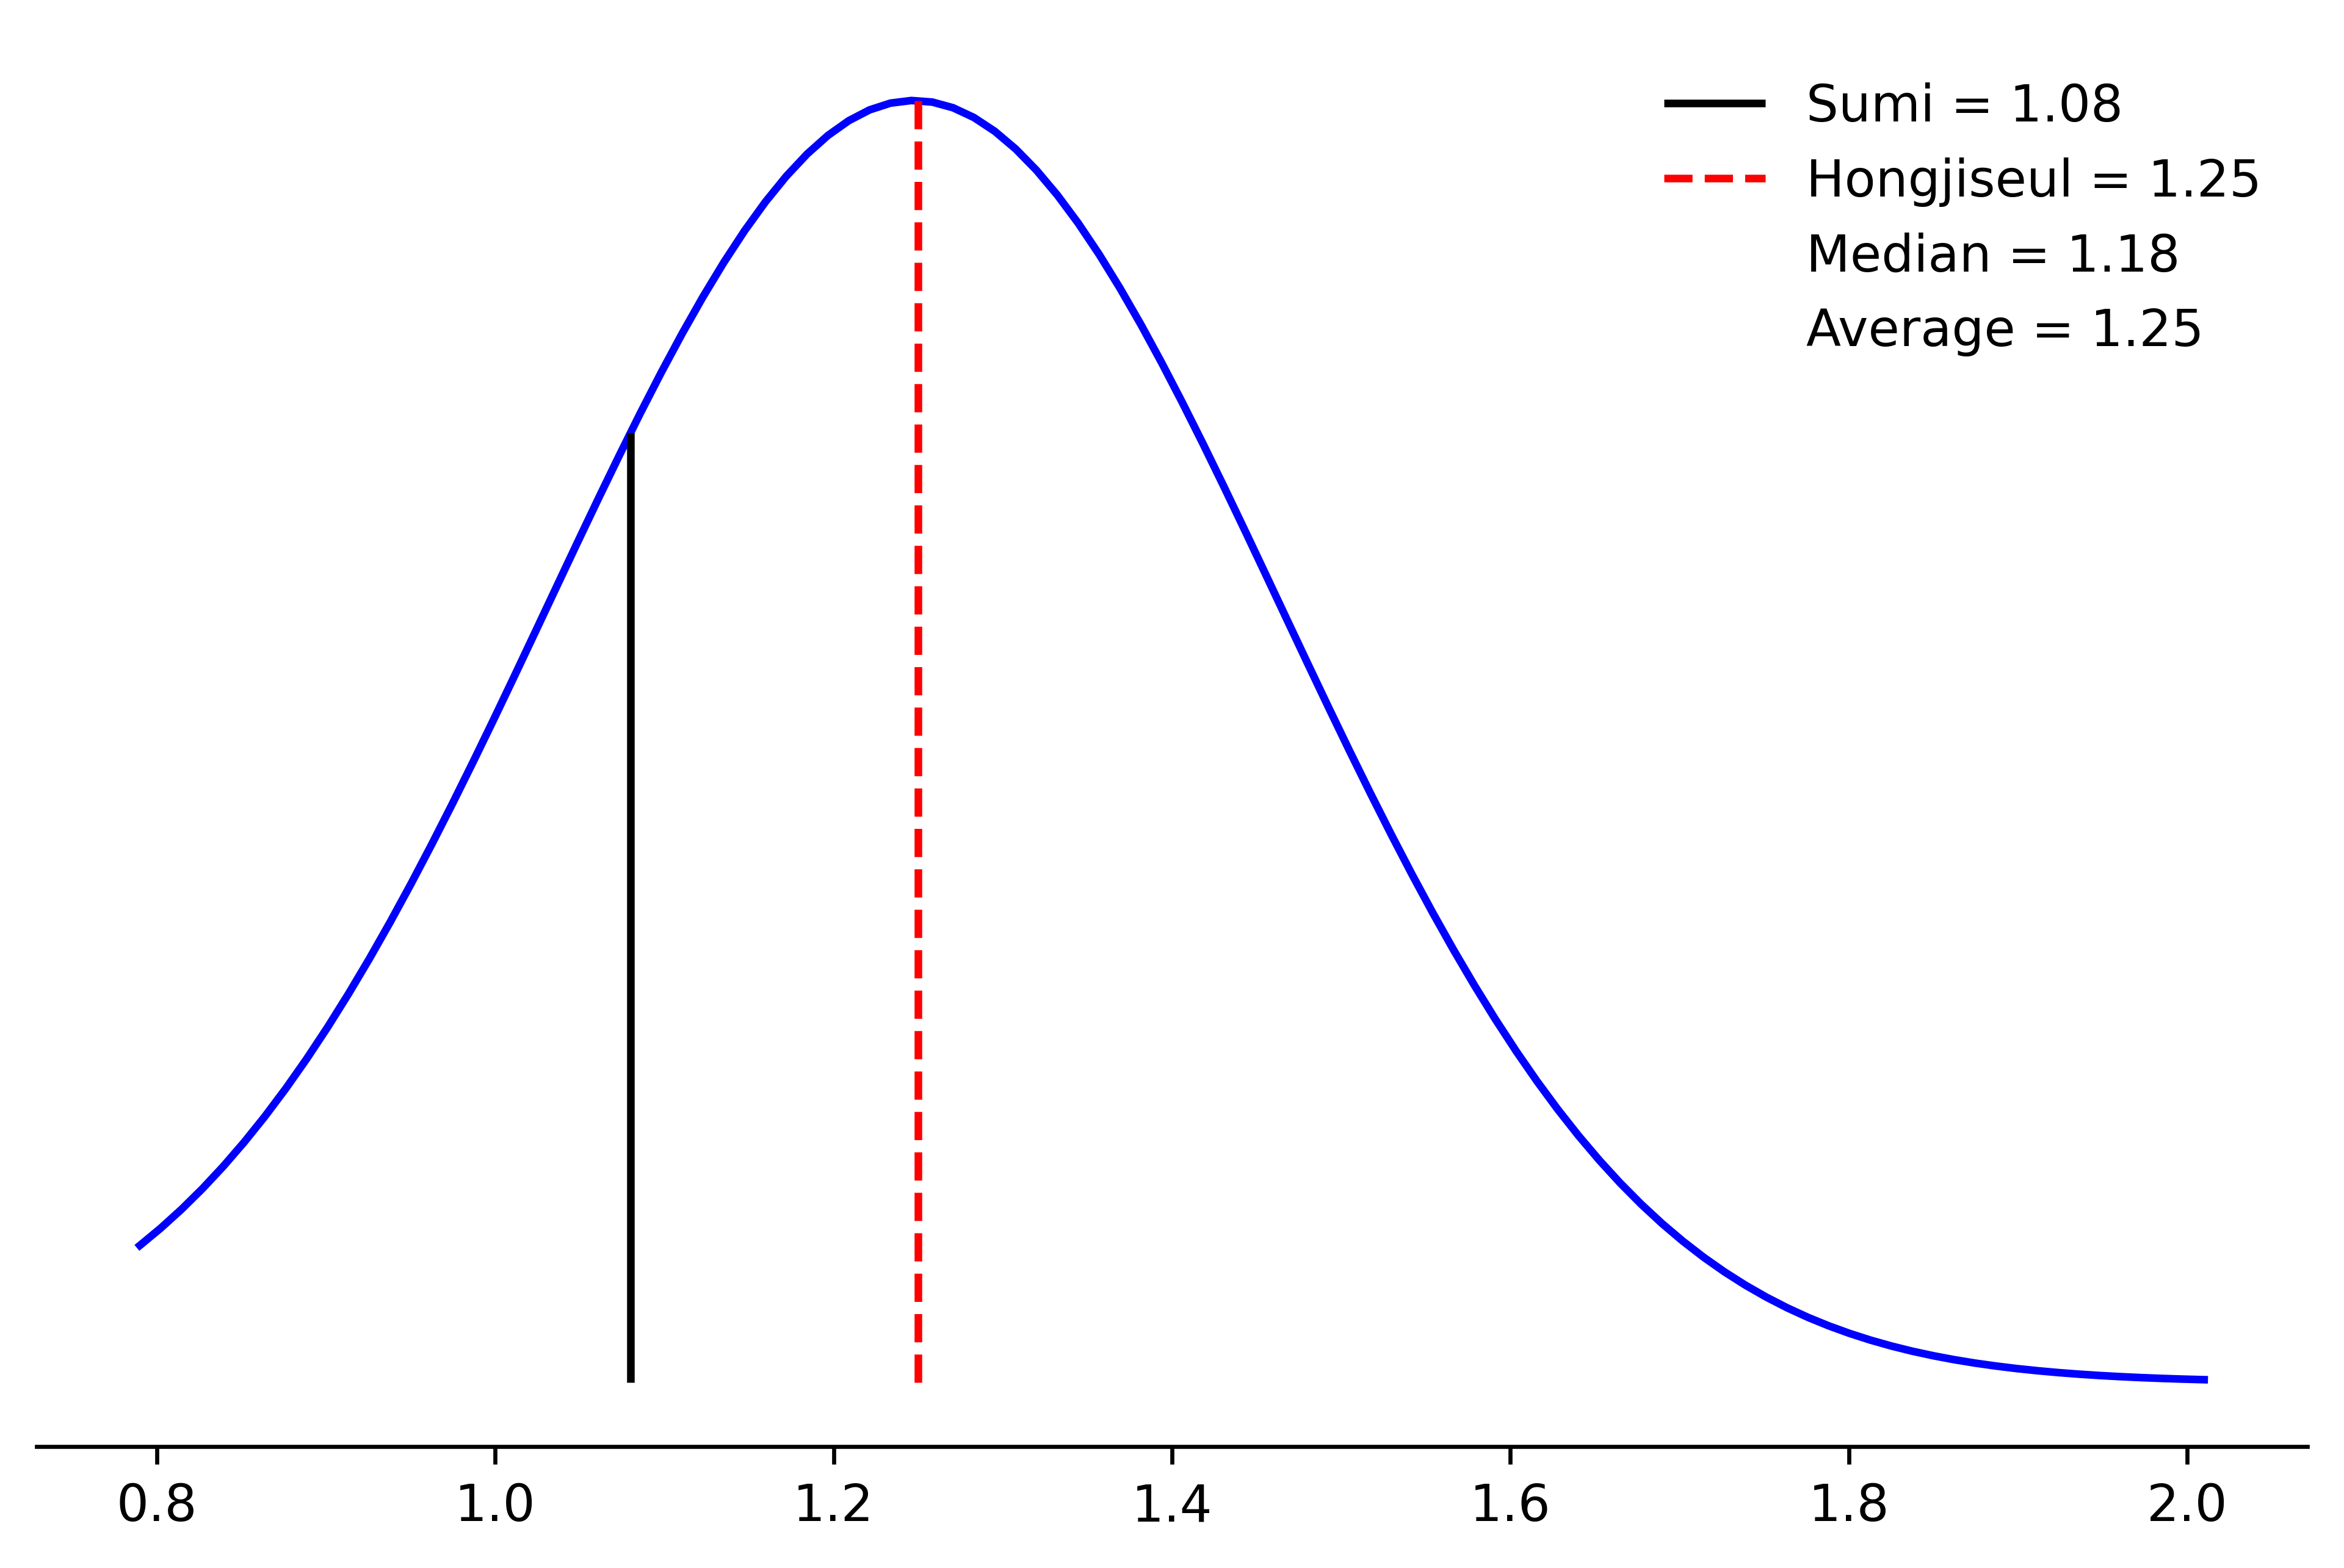 Sumi = 1.08
Hongjiseul = 1.25
Median = 1.18
Average = 1.25
0.8 1.0 1.2 1.4 1.6 1.8 2.0